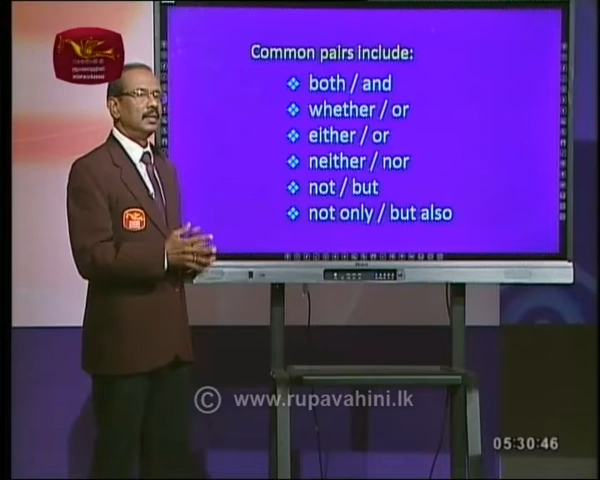 Common pairs include:
❖ both / and
❖ whether / or
❖ either / or
❖ neither / nor
❖ not / but
❖ not only / but also
© www.rupavahini.lk
05:30:46